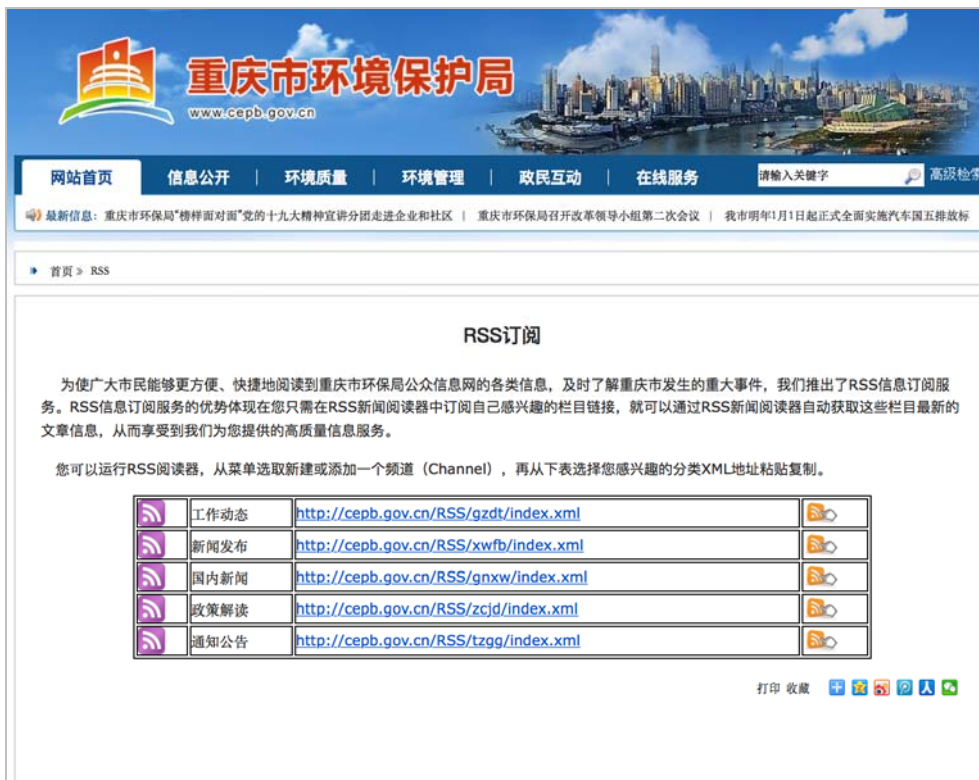 重庆市环境保护局
www.cepb.gov.cn
网站首页 信息公开 | 环境质量 | 环境管理 | 政民互动 | 在线服务 请输入关键字 高级检索
最新信息：重庆市环保局“榜样面对面”党的十九大精神宣讲分团走进企业和社区 | 重庆市环保局召开改革领导小组第二次会议 | 我市明年1月1日起正式全面实施汽车国五排放标
首页 » RSS
RSS订阅
为使广大市民能够更方便、快捷地阅读到重庆市环保局公众信息网的各类信息，及时了解重庆市发生的重大事件，我们推出了RSS信息订阅服
务。RSS信息订阅服务的优势体现在您只需在RSS新闻阅读器中订阅自己感兴趣的栏目链接，就可以通过RSS新闻阅读器自动获取这些栏目最新的
文章信息，从而享受到我们为您提供的高质量信息服务。
您可以运行RSS阅读器，从菜单选取新建或添加一个频道（Channel），再从下表选择您感兴趣的分类XML地址粘贴复制。
工作动态 http://cepb.gov.cn/RSS/gzdt/index.xml
新闻发布 http://cepb.gov.cn/RSS/xwfb/index.xml
国内新闻 http://cepb.gov.cn/RSS/gnxw/index.xml
政策解读 http://cepb.gov.cn/RSS/zcjd/index.xml
通知公告 http://cepb.gov.cn/RSS/tzgg/index.xml
打印 收藏